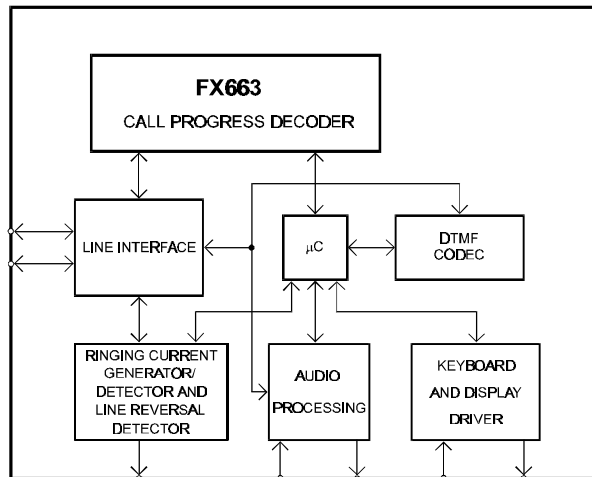 FX663
CALL PROGRESS DECODER
LINE INTERFACE
µC
DTMF
CODEC
RINGING CURRENT
GENERATOR/
DETECTOR AND
LINE REVERSAL
DETECTOR
AUDIO
PROCESSING
KEYBOARD
AND DISPLAY
DRIVER